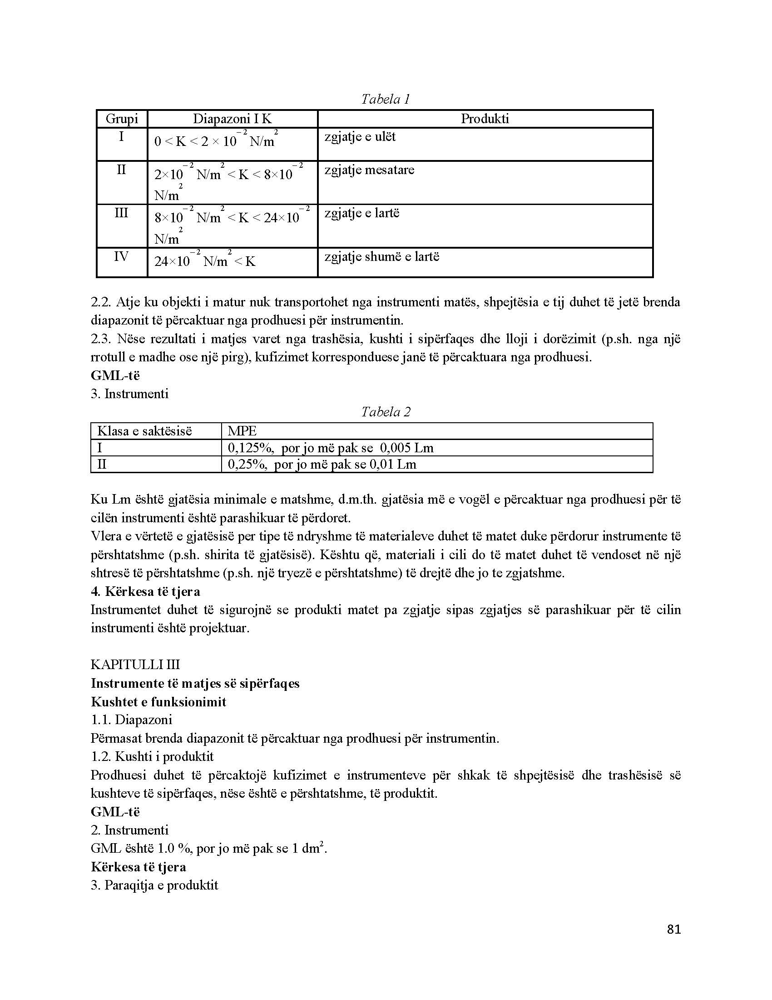 Tabela 1
Grupi Diapazoni I K Produkti
I 0 < K < 2 × 10⁻² N/m² zgjatje e ulët
II 2×10⁻² N/m² < K < 8×10⁻² N/m² zgjatje mesatare
III 8×10⁻² N/m² < K < 24×10⁻² N/m² zgjatje e lartë
IV 24×10⁻² N/m² < K zgjatje shumë e lartë
2.2. Atje ku objekti i matur nuk transportohet nga instrumenti matës, shpejtësia e tij duhet të jetë brenda
diapazonit të përcaktuar nga prodhuesi për instrumentin.
2.3. Nëse rezultati i matjes varet nga trashësia, kushti i sipërfaqes dhe lloji i dorëzimit (p.sh. nga një
rrotull e madhe ose një pirg), kufizimet korresponduese janë të përcaktuara nga prodhuesi.
GML-të
3. Instrumenti
Tabela 2
Klasa e saktësisë MPE
I 0,125%, por jo më pak se 0,005 Lm
II 0,25%, por jo më pak se 0,01 Lm
Ku Lm është gjatësia minimale e matshme, d.m.th. gjatësia më e vogël e përcaktuar nga prodhuesi për të
cilën instrumenti është parashikuar të përdoret.
Vlera e vërtetë e gjatësisë per tipe të ndryshme të materialeve duhet të matet duke përdorur instrumente të
përshtatshme (p.sh. shirita të gjatësisë). Kështu që, materiali i cili do të matet duhet të vendoset në një
shtresë të përshtatshme (p.sh. një tryezë e përshtatshme) të drejtë dhe jo te zgjatshme.
4. Kërkesa të tjera
Instrumentet duhet të sigurojnë se produkti matet pa zgjatje sipas zgjatjes së parashikuar për të cilin
instrumenti është projektuar.
KAPITULLI III
Instrumente të matjes së sipërfaqes
Kushtet e funksionimit
1.1. Diapazoni
Përmasat brenda diapazonit të përcaktuar nga prodhuesi për instrumentin.
1.2. Kushti i produktit
Prodhuesi duhet të përcaktojë kufizimet e instrumenteve për shkak të shpejtësisë dhe trashësisë së
kushteve të sipërfaqes, nëse është e përshtatshme, të produktit.
GML-të
2. Instrumenti
GML është 1.0 %, por jo më pak se 1 dm².
Kërkesa të tjera
3. Paraqitja e produktit
81